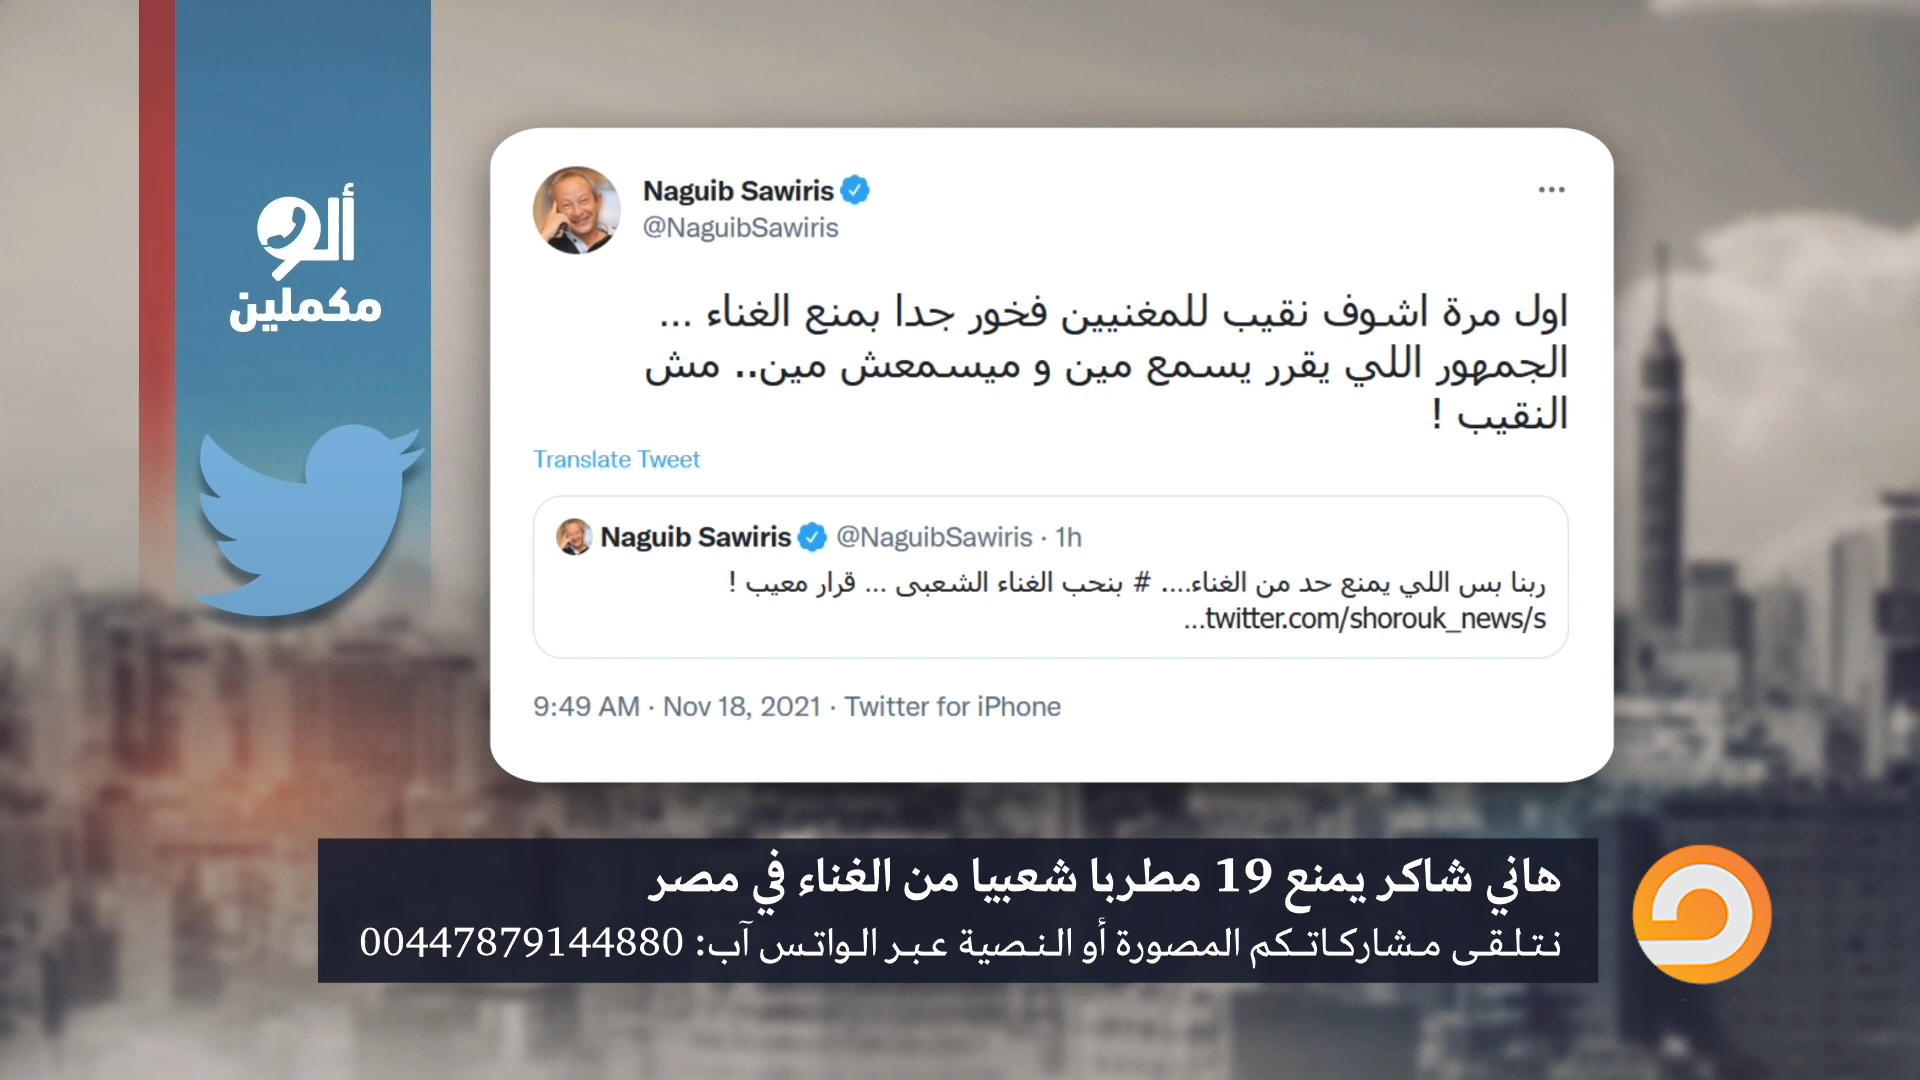 ألو
مكملين
Naguib Sawiris
@NaguibSawiris
اول مرة اشوف نقيب للمغنيين فخور جدا بمنع الغناء ...
الجمهور اللي يقرر يسمع مين و ميسمعش مين.. مش
النقيب !
Translate Tweet
Naguib Sawiris @NaguibSawiris · 1h
ربنا بس اللي يمنع حد من الغناء.... # بنحب الغناء الشعبى ... قرار معيب !
twitter.com/shorouk_news/s...
9:49 AM · Nov 18, 2021 · Twitter for iPhone
هاني شاكر يمنع 19 مطربا شعبيا من الغناء في مصر
نتلقى مشاركاتكم المصورة أو النصية عبر الواتس آب: 00447879144880